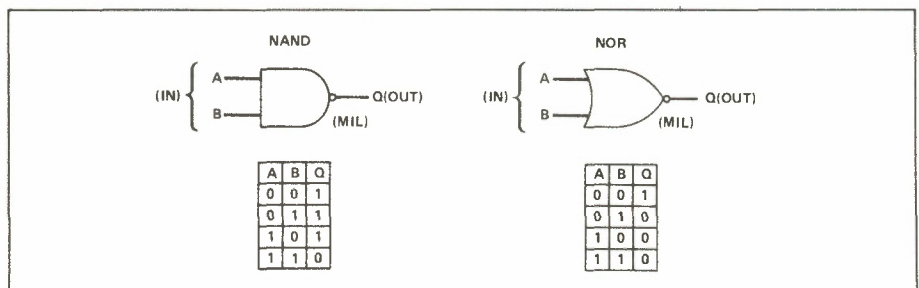 NAND
A
(IN)
B
Q(OUT)
(MIL)
A B Q
0 0 1
0 1 1
1 0 1
1 1 0
NOR
A
(IN)
B
Q(OUT)
(MIL)
A B Q
0 0 1
0 1 0
1 0 0
1 1 0